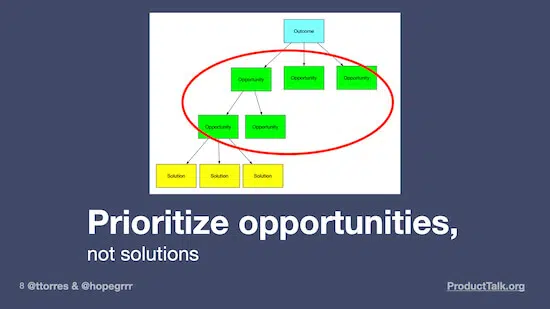 Outcome
Opportunity Opportunity Opportunity
Opportunity Opportunity
Solution Solution Solution
Prioritize opportunities,
not solutions
8 @ttorres & @hopegrrr ProductTalk.org